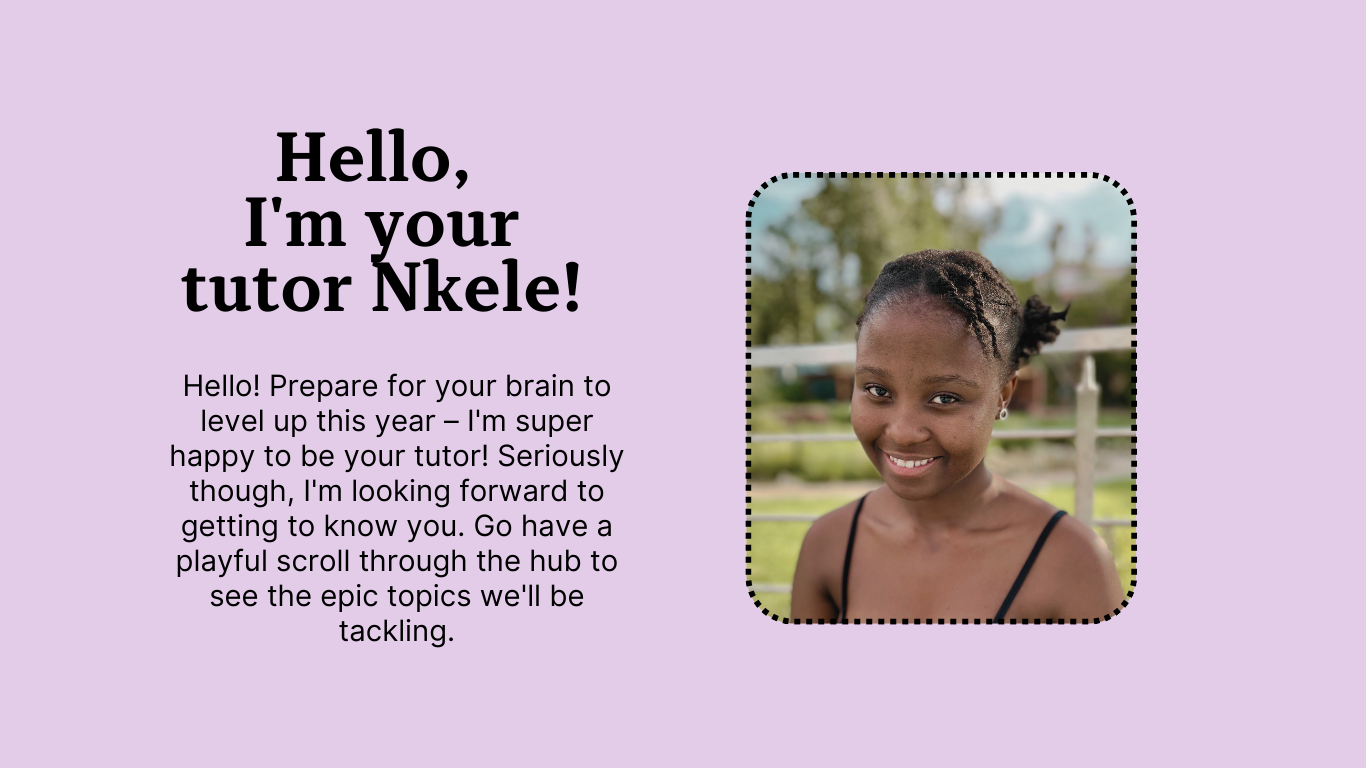 Hello,
I'm your
tutor Nkele!
Hello! Prepare for your brain to
level up this year – I'm super
happy to be your tutor! Seriously
though, I'm looking forward to
getting to know you. Go have a
playful scroll through the hub to
see the epic topics we'll be
tackling.